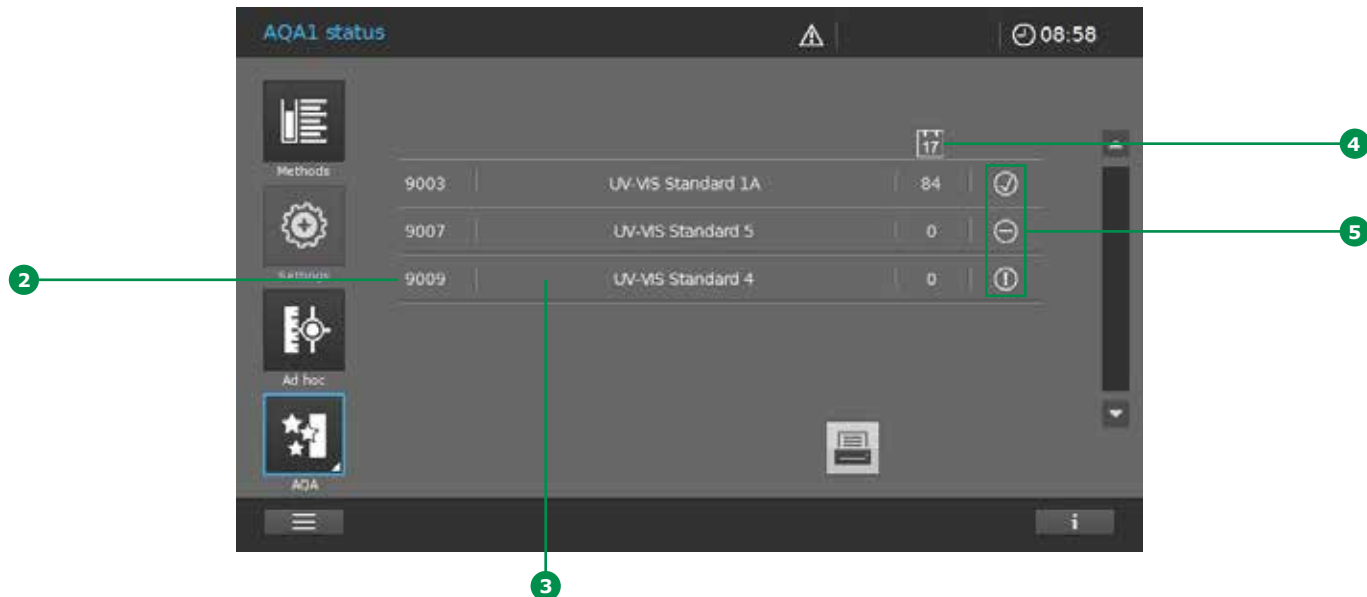 AQA1 status
08:58
17
4
Methods
9003 UV-VIS Standard 1A 84
9007 UV-VIS Standard 5 0
5
Settings
2
9009 UV-VIS Standard 4 0
Ad hoc
AQA
i
3